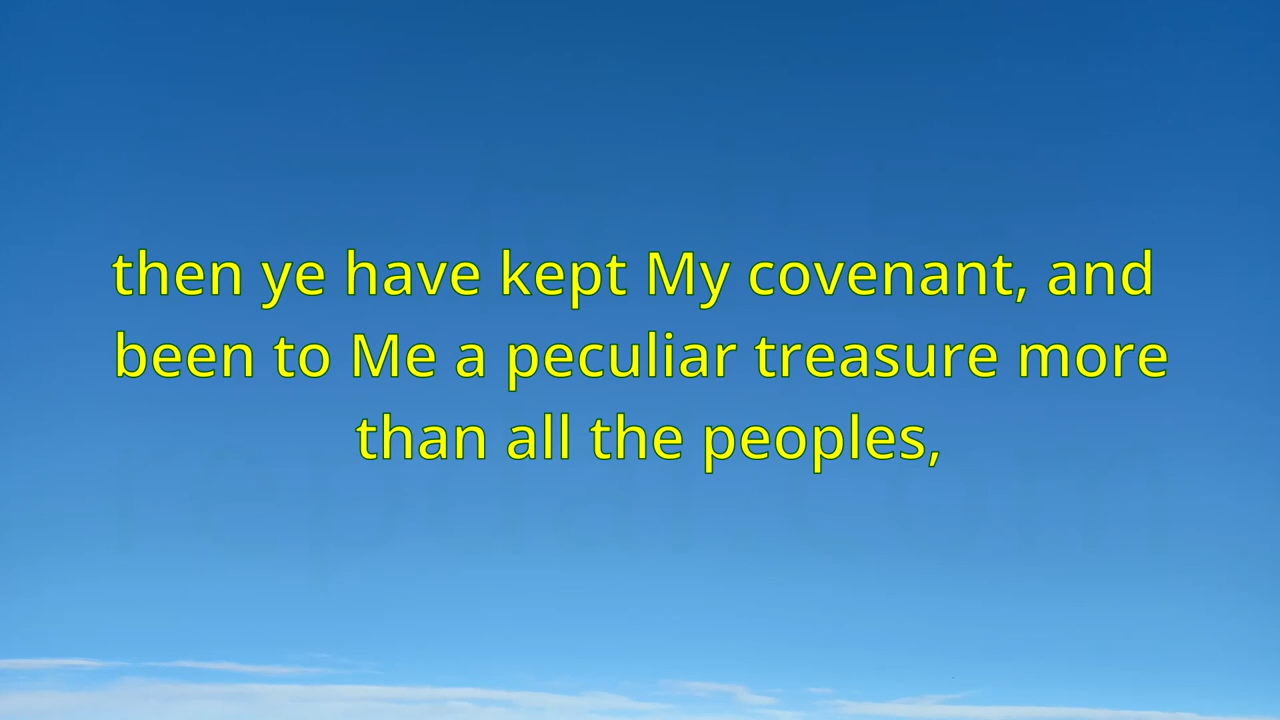 then ye have kept My covenant, and
been to Me a peculiar treasure more
than all the peoples,